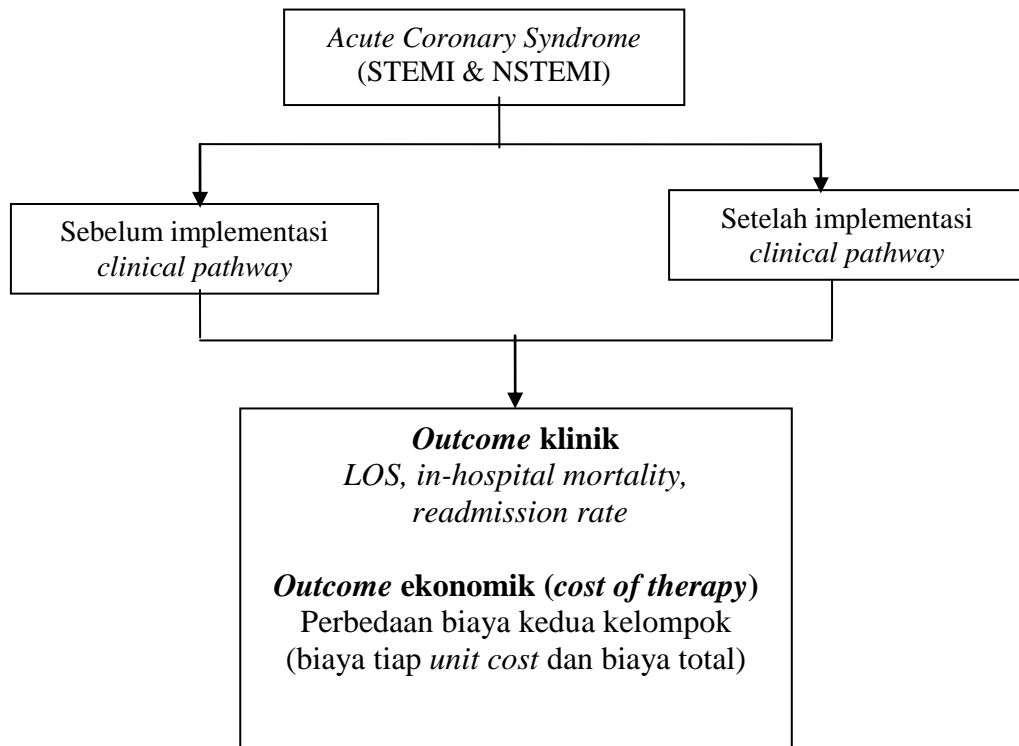 Acute Coronary Syndrome
(STEMI & NSTEMI)
Sebelum implementasi
clinical pathway
Setelah implementasi
clinical pathway
Outcome klinik
LOS, in-hospital mortality,
readmission rate
Outcome ekonomik (cost of therapy)
Perbedaan biaya kedua kelompok
(biaya tiap unit cost dan biaya total)